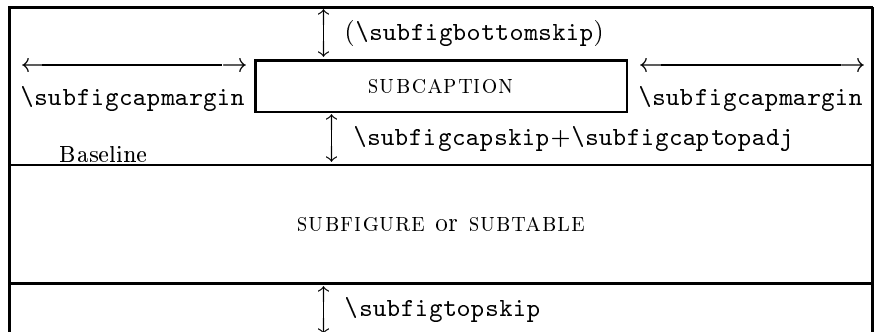 (\subfigbottomskip)
\subfigcapmargin SUBCAPTION \subfigcapmargin
\subfigcapskip+\subfigcaptopadj
Baseline
SUBFIGURE or SUBTABLE
\subfigtopskip